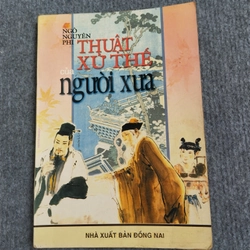 NGÔ
NGUYÊN
PHI
THUẬT
XỬ THẾ
người xưa
NHÀ XUẤT BẢN ĐỒNG NAI